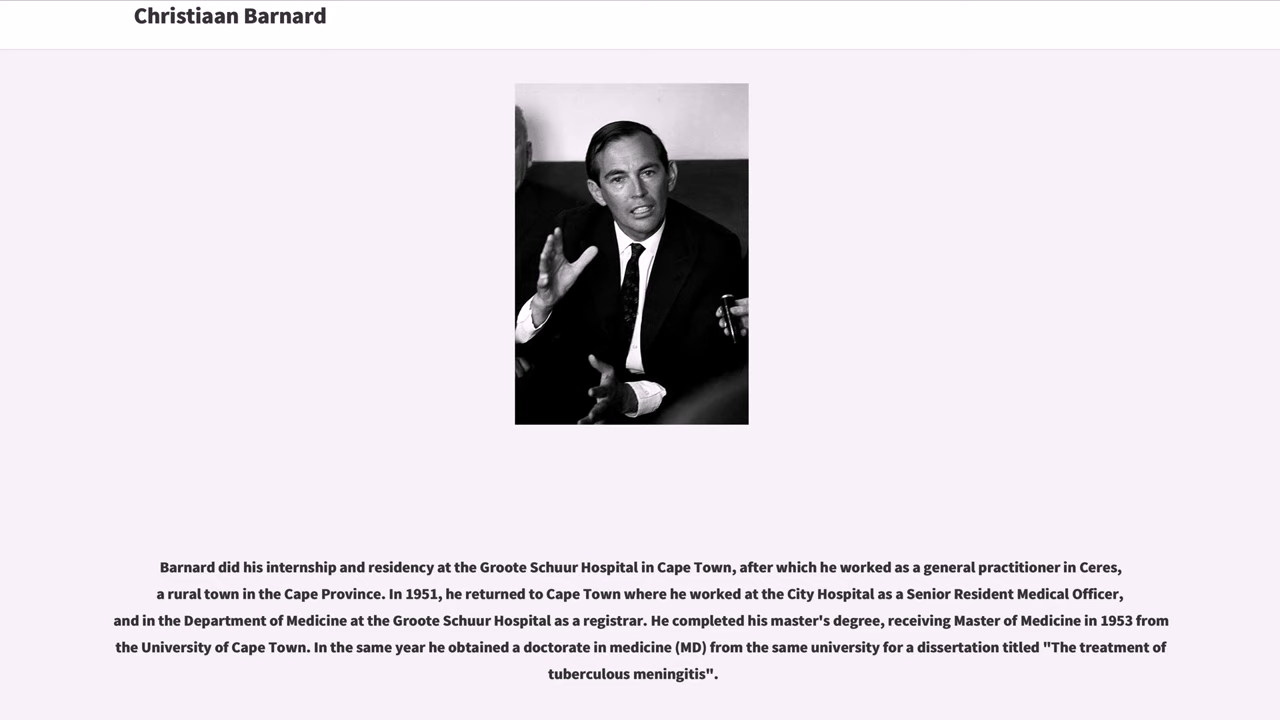 Christiaan Barnard
Barnard did his internship and residency at the Groote Schuur Hospital in Cape Town, after which he worked as a general practitioner in Ceres,
a rural town in the Cape Province. In 1951, he returned to Cape Town where he worked at the City Hospital as a Senior Resident Medical Officer,
and in the Department of Medicine at the Groote Schuur Hospital as a registrar. He completed his master's degree, receiving Master of Medicine in 1953 from
the University of Cape Town. In the same year he obtained a doctorate in medicine (MD) from the same university for a dissertation titled "The treatment of
tuberculous meningitis".